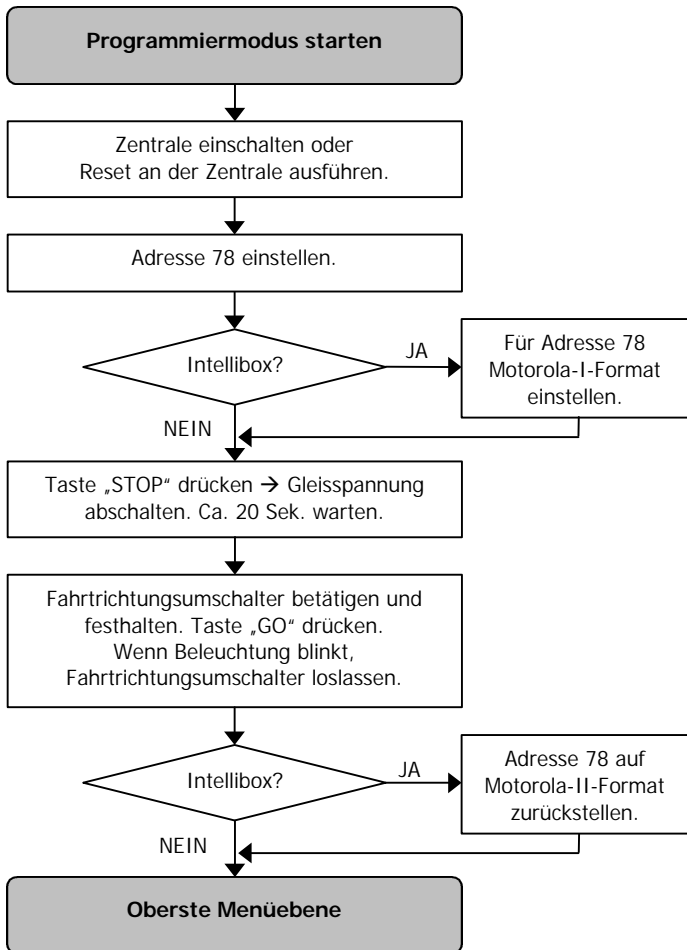 Programmiermodus starten
Zentrale einschalten oder
Reset an der Zentrale ausführen.
Adresse 78 einstellen.
Intellibox?
JA
Für Adresse 78
Motorola-I-Format
einstellen.
NEIN
Taste „STOP“ drücken → Gleisspannung
abschalten. Ca. 20 Sek. warten.
Fahrtrichtungsumschalter betätigen und
festhalten. Taste „GO“ drücken.
Wenn Beleuchtung blinkt,
Fahrtrichtungsumschalter loslassen.
Intellibox?
JA
Adresse 78 auf
Motorola-II-Format
zurückstellen.
NEIN
Oberste Menüebene